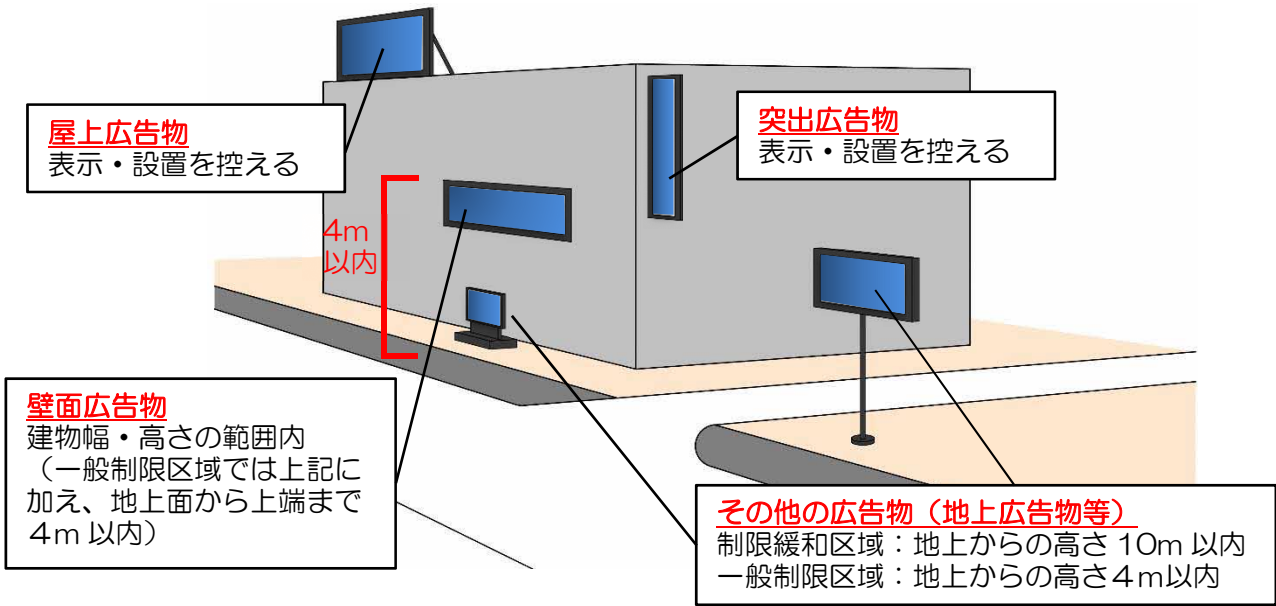 屋上広告物
表示・設置を控える
突出広告物
表示・設置を控える
4m
以内
壁面広告物
建物幅・高さの範囲内
（一般制限区域では上記に
加え、地上面から上端まで
4m 以内）
その他の広告物（地上広告物等）
制限緩和区域：地上からの高さ 10m 以内
一般制限区域：地上からの高さ４ｍ以内